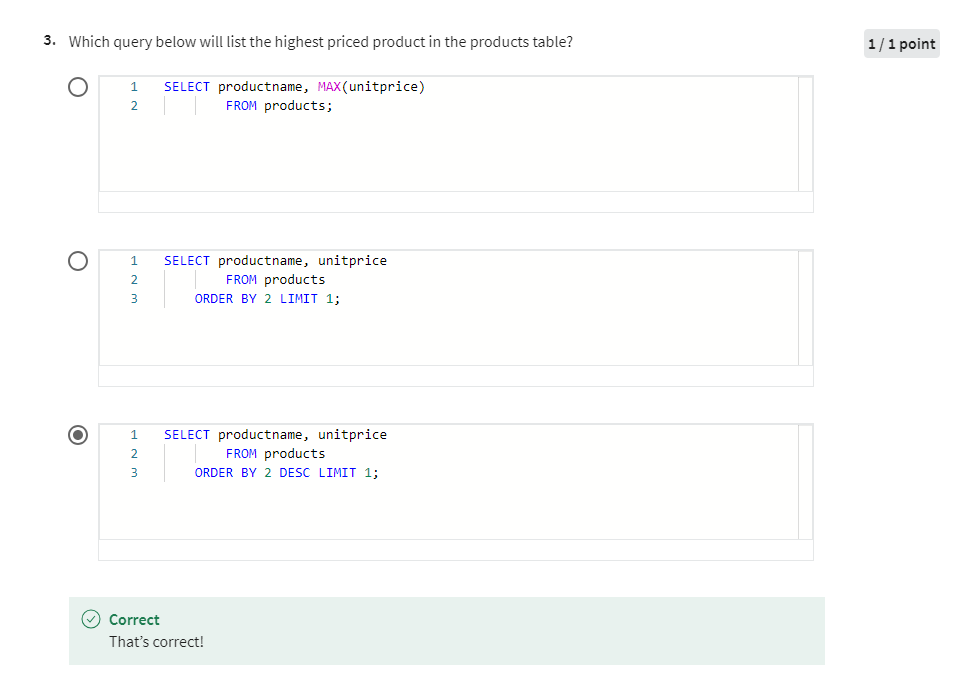 3. Which query below will list the highest priced product in the products table?
1 / 1 point
1 SELECT productname, MAX(unitprice)
2 FROM products;
1 SELECT productname, unitprice
2 FROM products
3 ORDER BY 2 LIMIT 1;
1 SELECT productname, unitprice
2 FROM products
3 ORDER BY 2 DESC LIMIT 1;
Correct
That’s correct!